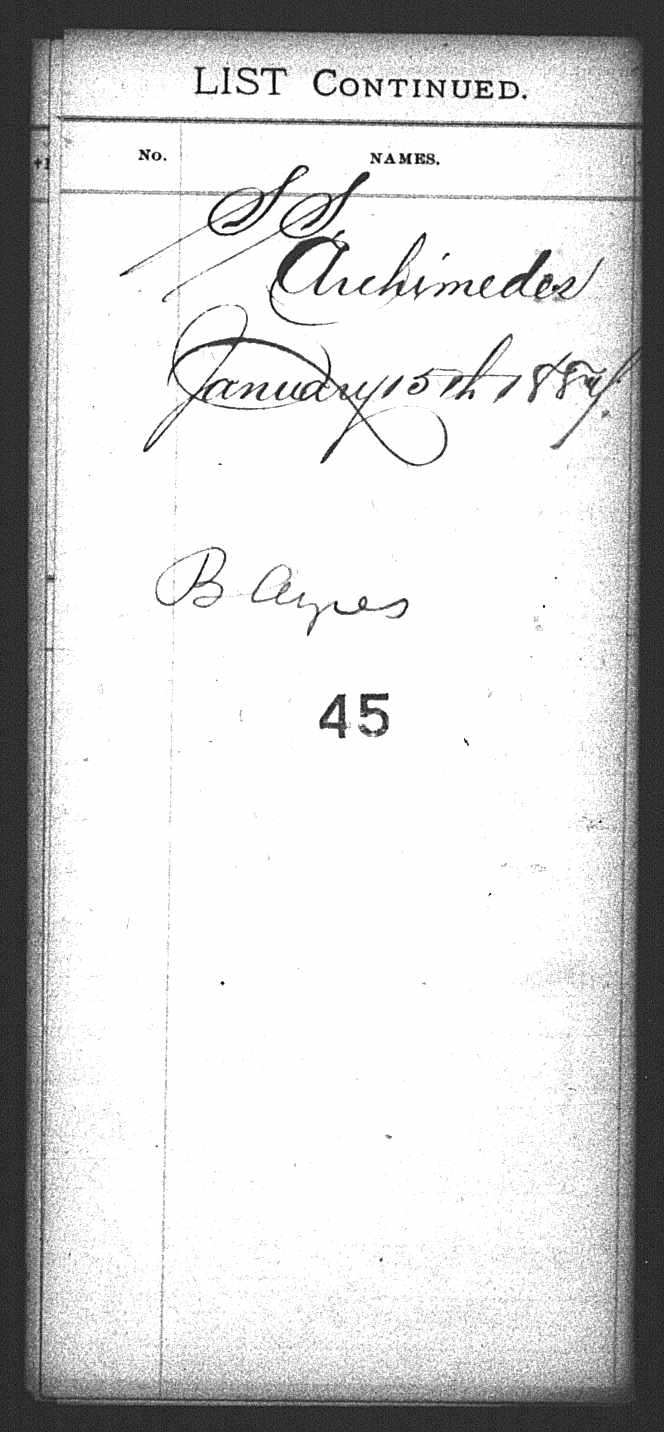 LIST CONTINUED.
No. NAMES.
S S
Archimedes
January 15th 1887.
B Ayres
45